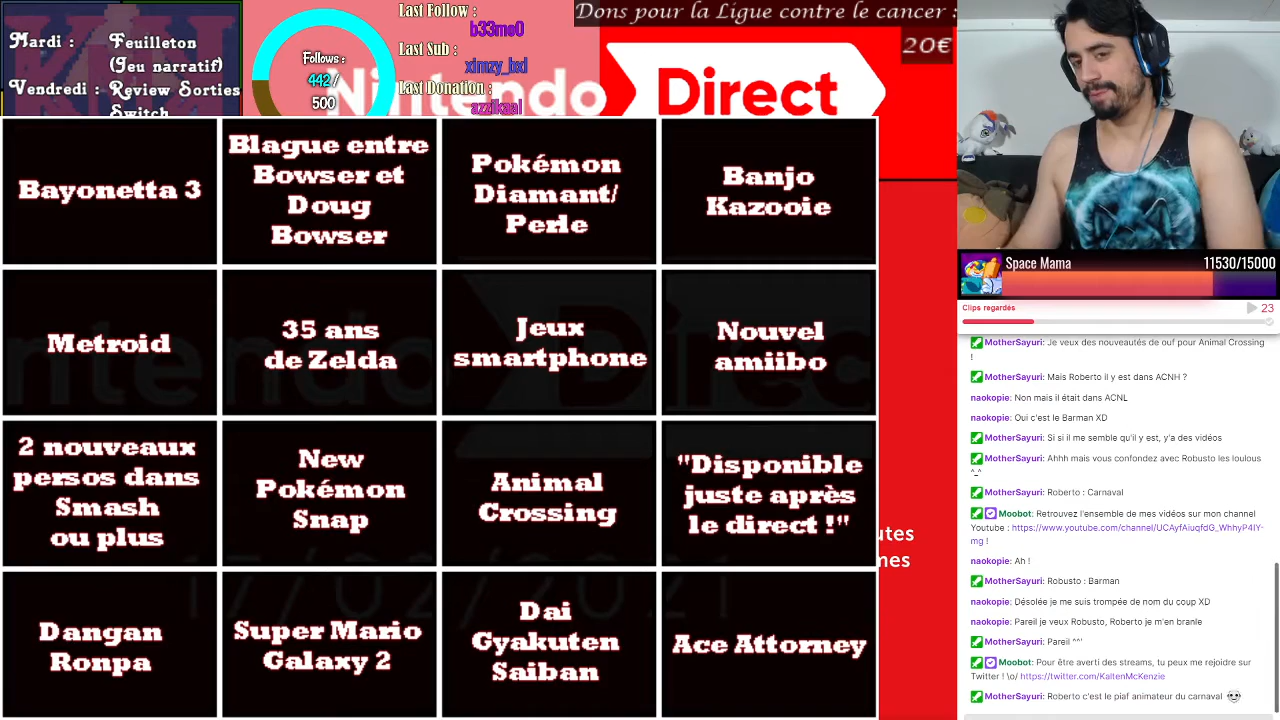 Mardi : Feuilleton
(Jeu narratif)
Vendredi : Review Sorties
Switch
Follows :
442 /
500
Last Follow :
b33me0
Last Sub :
xlmzy_bxl
Last Donation :
azzikaal
Nintendo Direct
Dons pour la Ligue contre le cancer :
20€
Bayonetta 3
Blague entre
Bowser et
Doug
Bowser
Pokémon
Diamant/
Perle
Banjo
Kazooie
Metroid
35 ans
de Zelda
Jeux
smartphone
Nouvel
amiibo
2 nouveaux
persos dans
Smash
ou plus
New
Pokémon
Snap
Animal
Crossing
"Disponible
juste après
le direct !"
Dangan
Ronpa
Super Mario
Galaxy 2
Dai
Gyakuten
Saiban
Ace Attorney
17/02/2021
Space Mama 11530/15000
Clips regardés 23
MotherSayuri: Je veux des nouveautés de ouf pour Animal Crossing
!
MotherSayuri: Mais Roberto il y est dans ACNH ?
naokopie: Non mais il était dans ACNL
naokopie: Oui c'est le Barman XD
MotherSayuri: Si si il me semble qu'il y est, y'a des vidéos
MotherSayuri: Ahhh mais vous confondez avec Robusto les loulous
^_^
MotherSayuri: Roberto : Carnaval
Moobot: Retrouvez l'ensemble de mes vidéos sur mon channel
Youtube : https://www.youtube.com/channel/UCAyfAiuqfdG_WhhyP4IY-
mg !
naokopie: Ah !
MotherSayuri: Robusto : Barman
naokopie: Désolée je me suis trompée de nom du coup XD
naokopie: Pareil je veux Robusto, Roberto je m'en branle
MotherSayuri: Pareil ^^'
Moobot: Pour être averti des streams, tu peux me rejoindre sur
Twitter ! \o/ https://twitter.com/KaltenMcKenzie
MotherSayuri: Roberto c'est le piaf animateur du carnaval